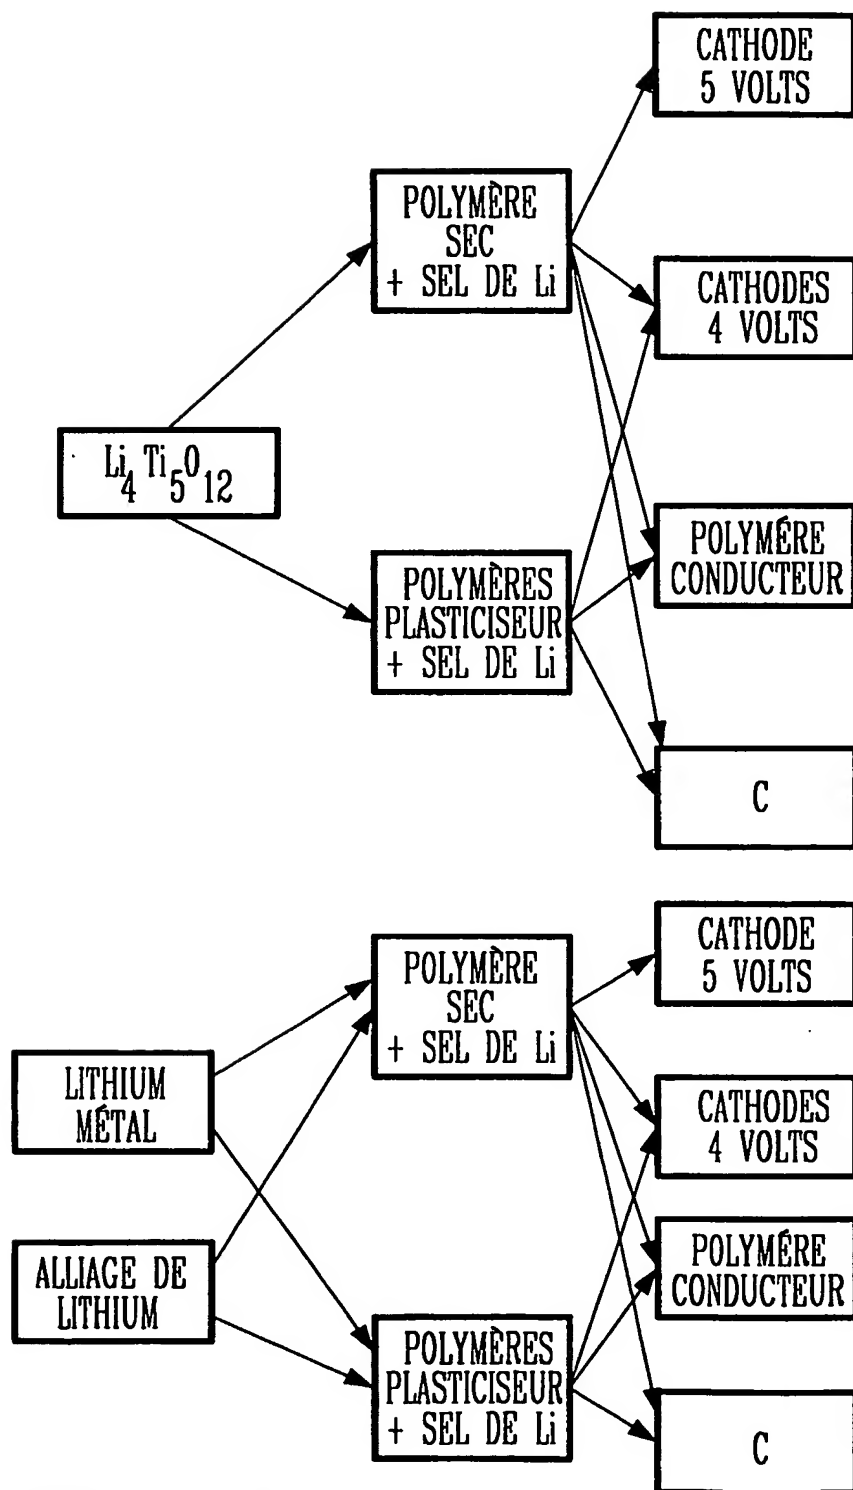 CATHODE
5 VOLTS
POLYMÈRE
SEC
+ SEL DE Li
CATHODES
4 VOLTS
Li4 Ti5O12
POLYMÉRE
CONDUCTEUR
POLYMÈRES
PLASTICISEUR
+ SEL DE Li
C
CATHODE
5 VOLTS
POLYMÈRE
SEC
+ SEL DE Li
LITHIUM
MÉTAL
CATHODES
4 VOLTS
POLYMÉRE
CONDUCTEUR
ALLIAGE DE
LITHIUM
POLYMÈRES
PLASTICISEUR
+ SEL DE Li
C